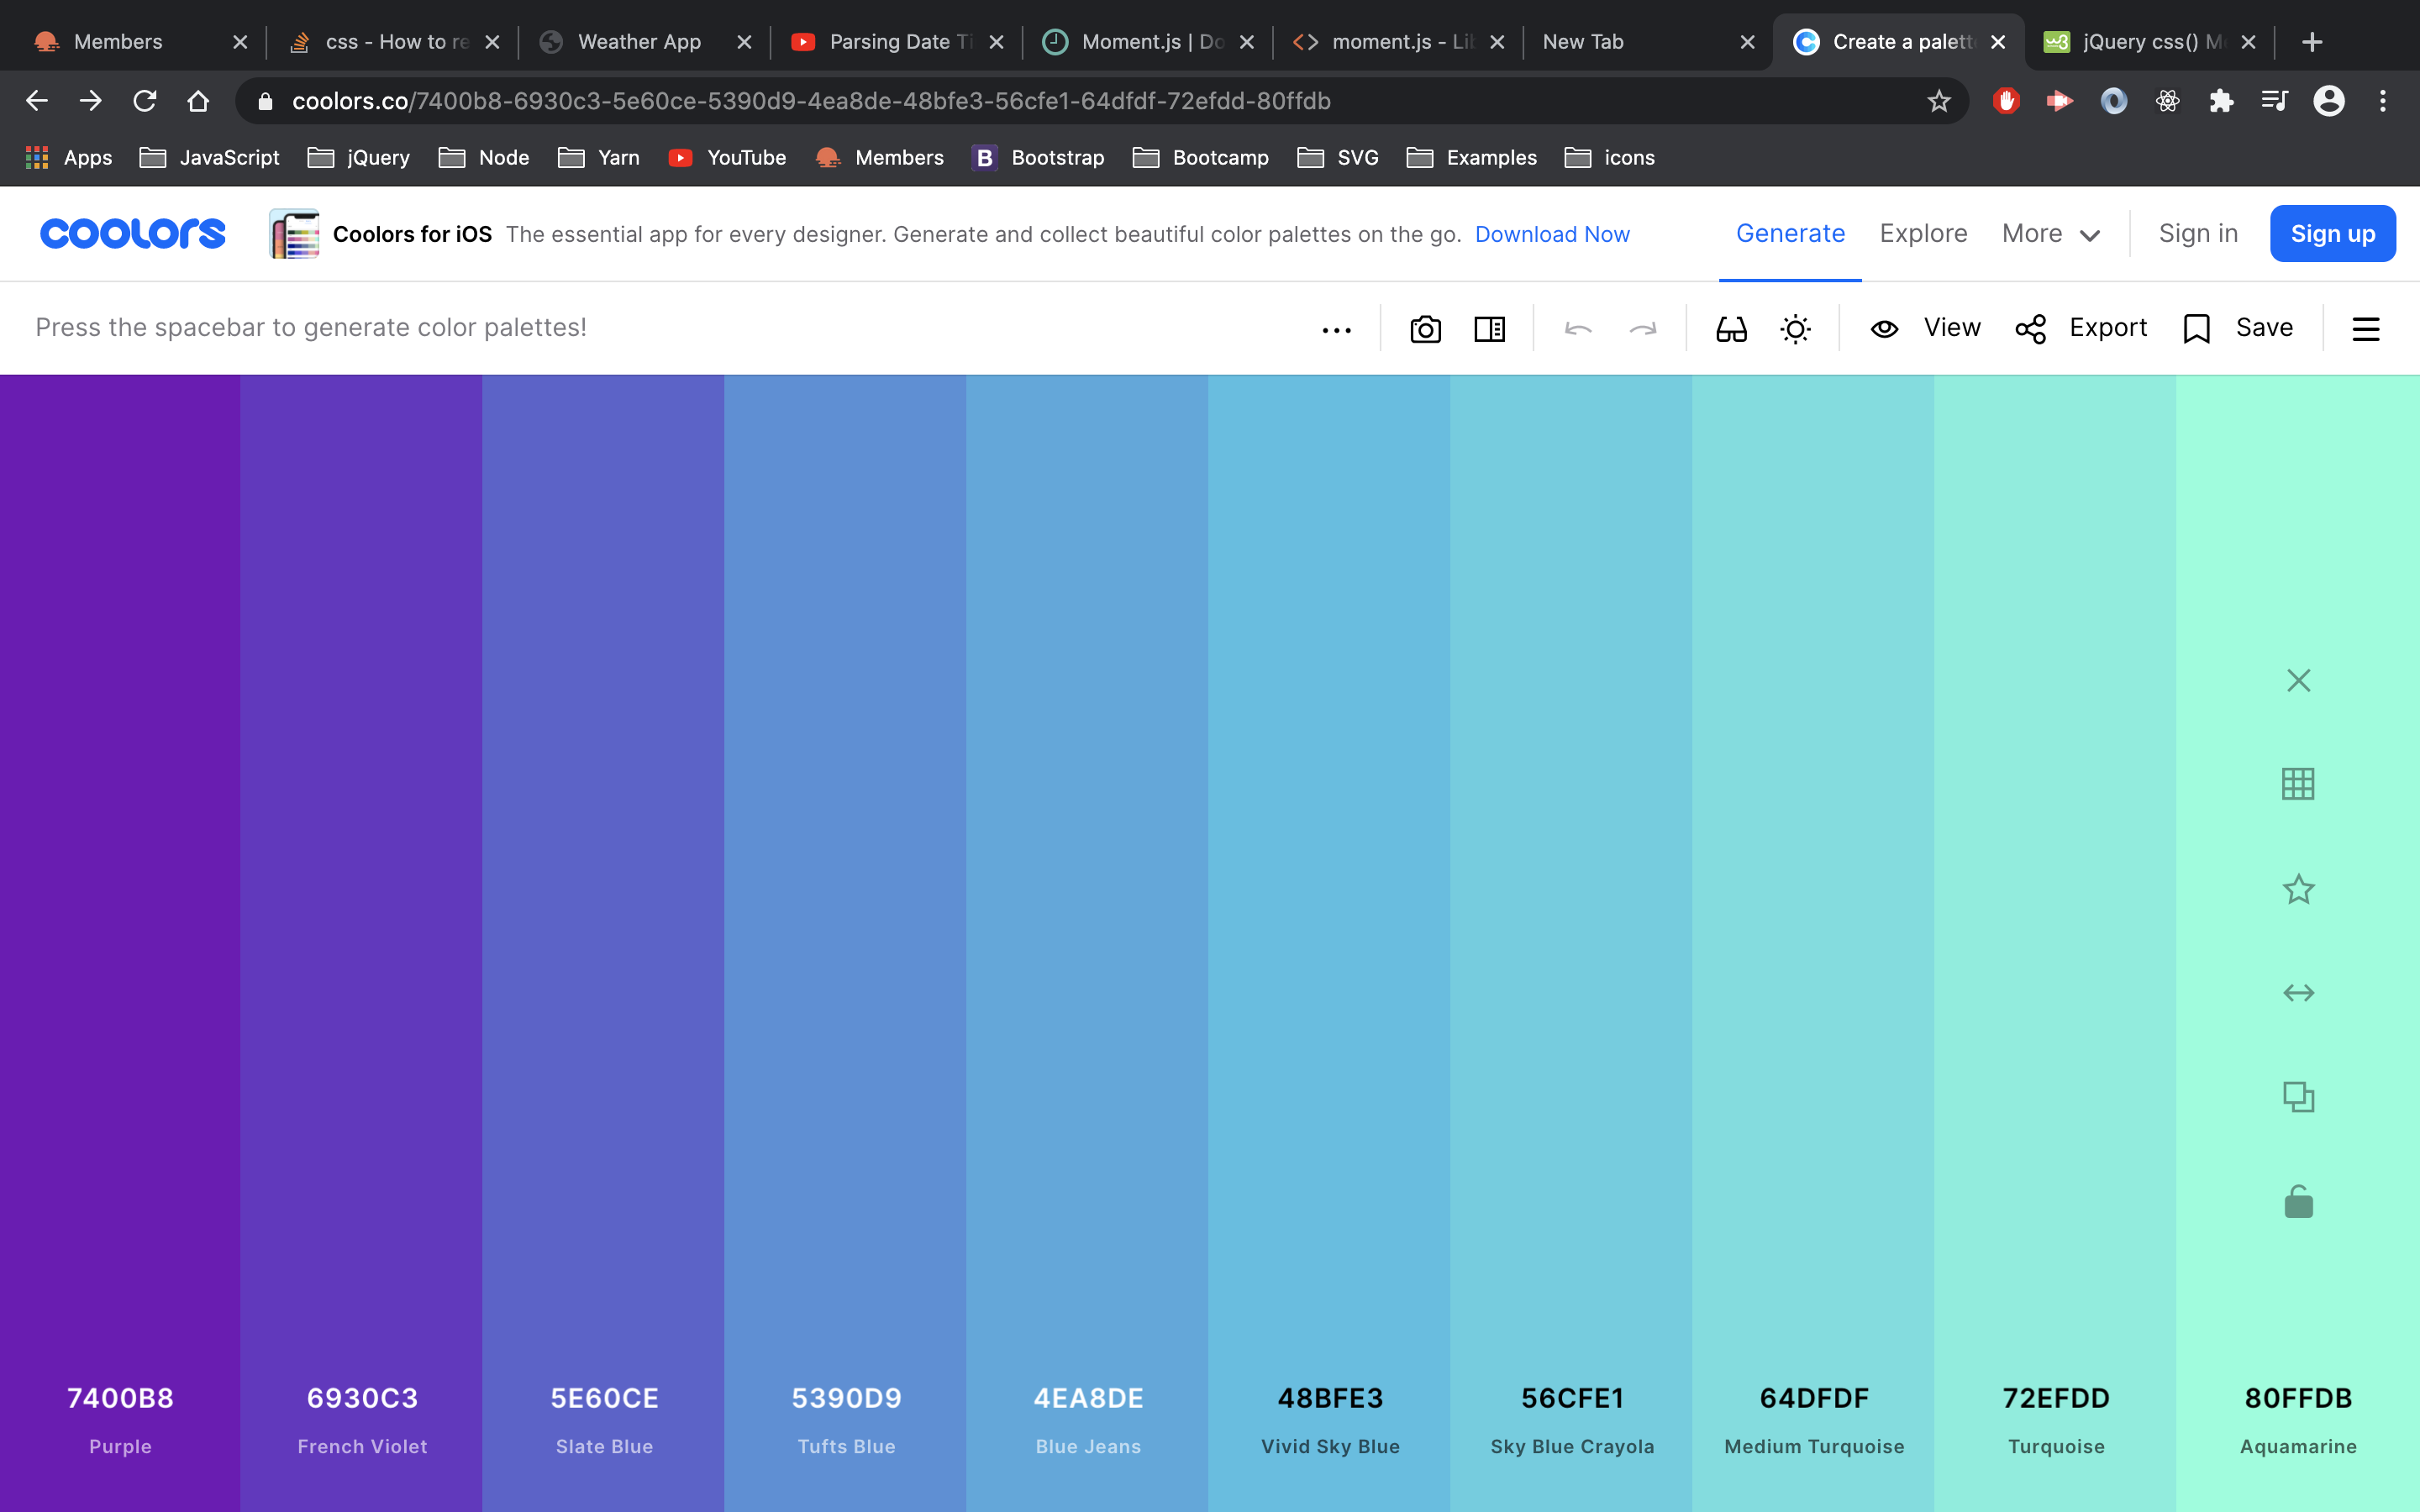 Members
css - How to re
Weather App
Parsing Date Ti
Moment.js | Do
moment.js - Lib
New Tab
Create a palett
jQuery css() M
coolors.co/7400b8-6930c3-5e60ce-5390d9-4ea8de-48bfe3-56cfe1-64dfdf-72efdd-80ffdb
Apps JavaScript jQuery Node Yarn YouTube Members B Bootstrap Bootcamp SVG Examples icons
coolors Coolors for iOS The essential app for every designer. Generate and collect beautiful color palettes on the go. Download Now Generate Explore More Sign in Sign up
Press the spacebar to generate color palettes! View Export Save
7400B8 6930C3 5E60CE 5390D9 4EA8DE 48BFE3 56CFE1 64DFDF 72EFDD 80FFDB
Purple French Violet Slate Blue Tufts Blue Blue Jeans Vivid Sky Blue Sky Blue Crayola Medium Turquoise Turquoise Aquamarine